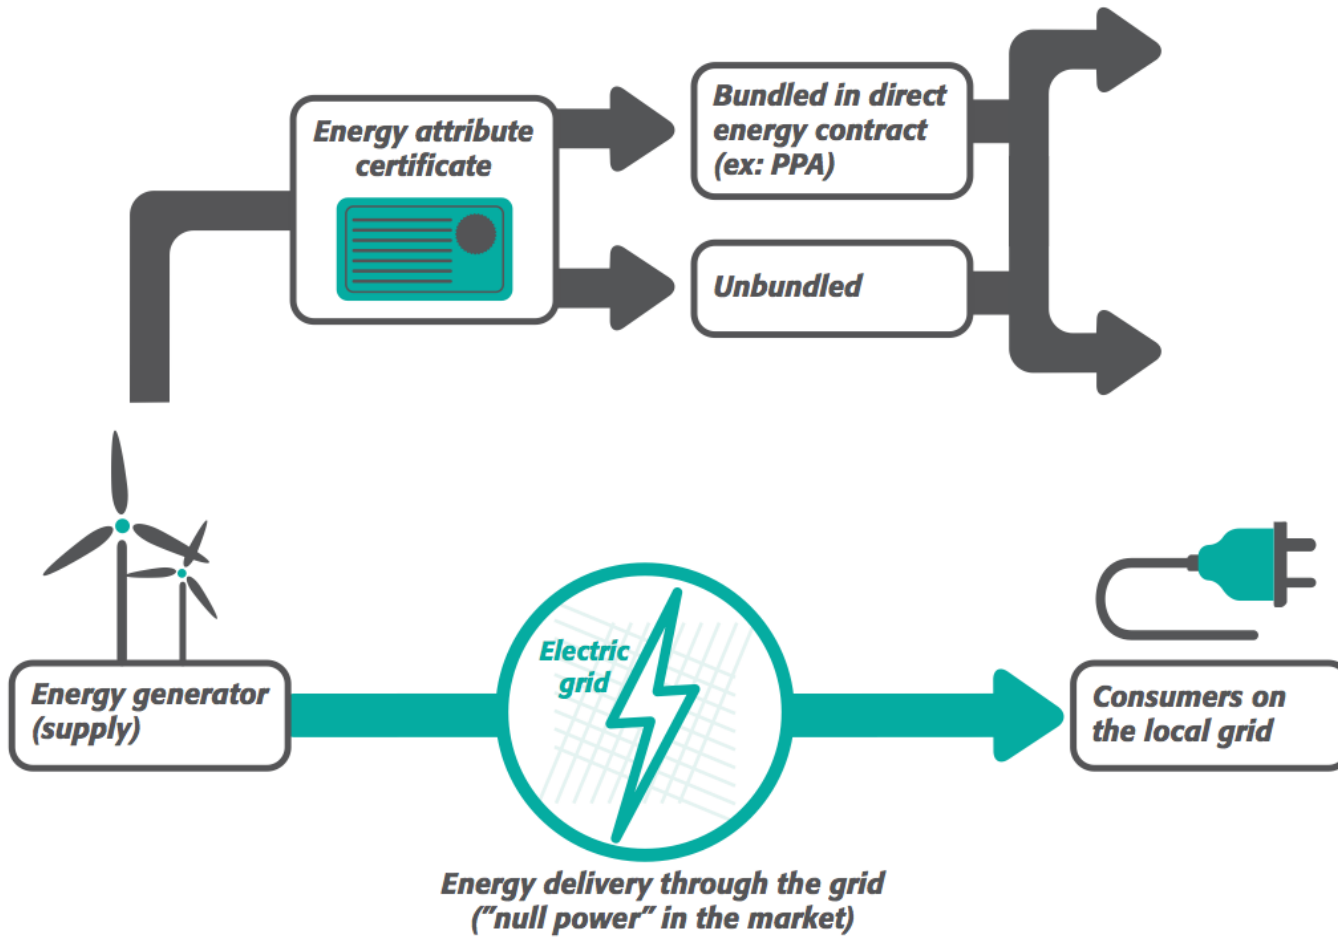 Energy attribute
certificate
Bundled in direct
energy contract
(ex: PPA)
Unbundled
Electric
grid
Energy generator
(supply)
Consumers on
the local grid
Energy delivery through the grid
(”null power” in the market)